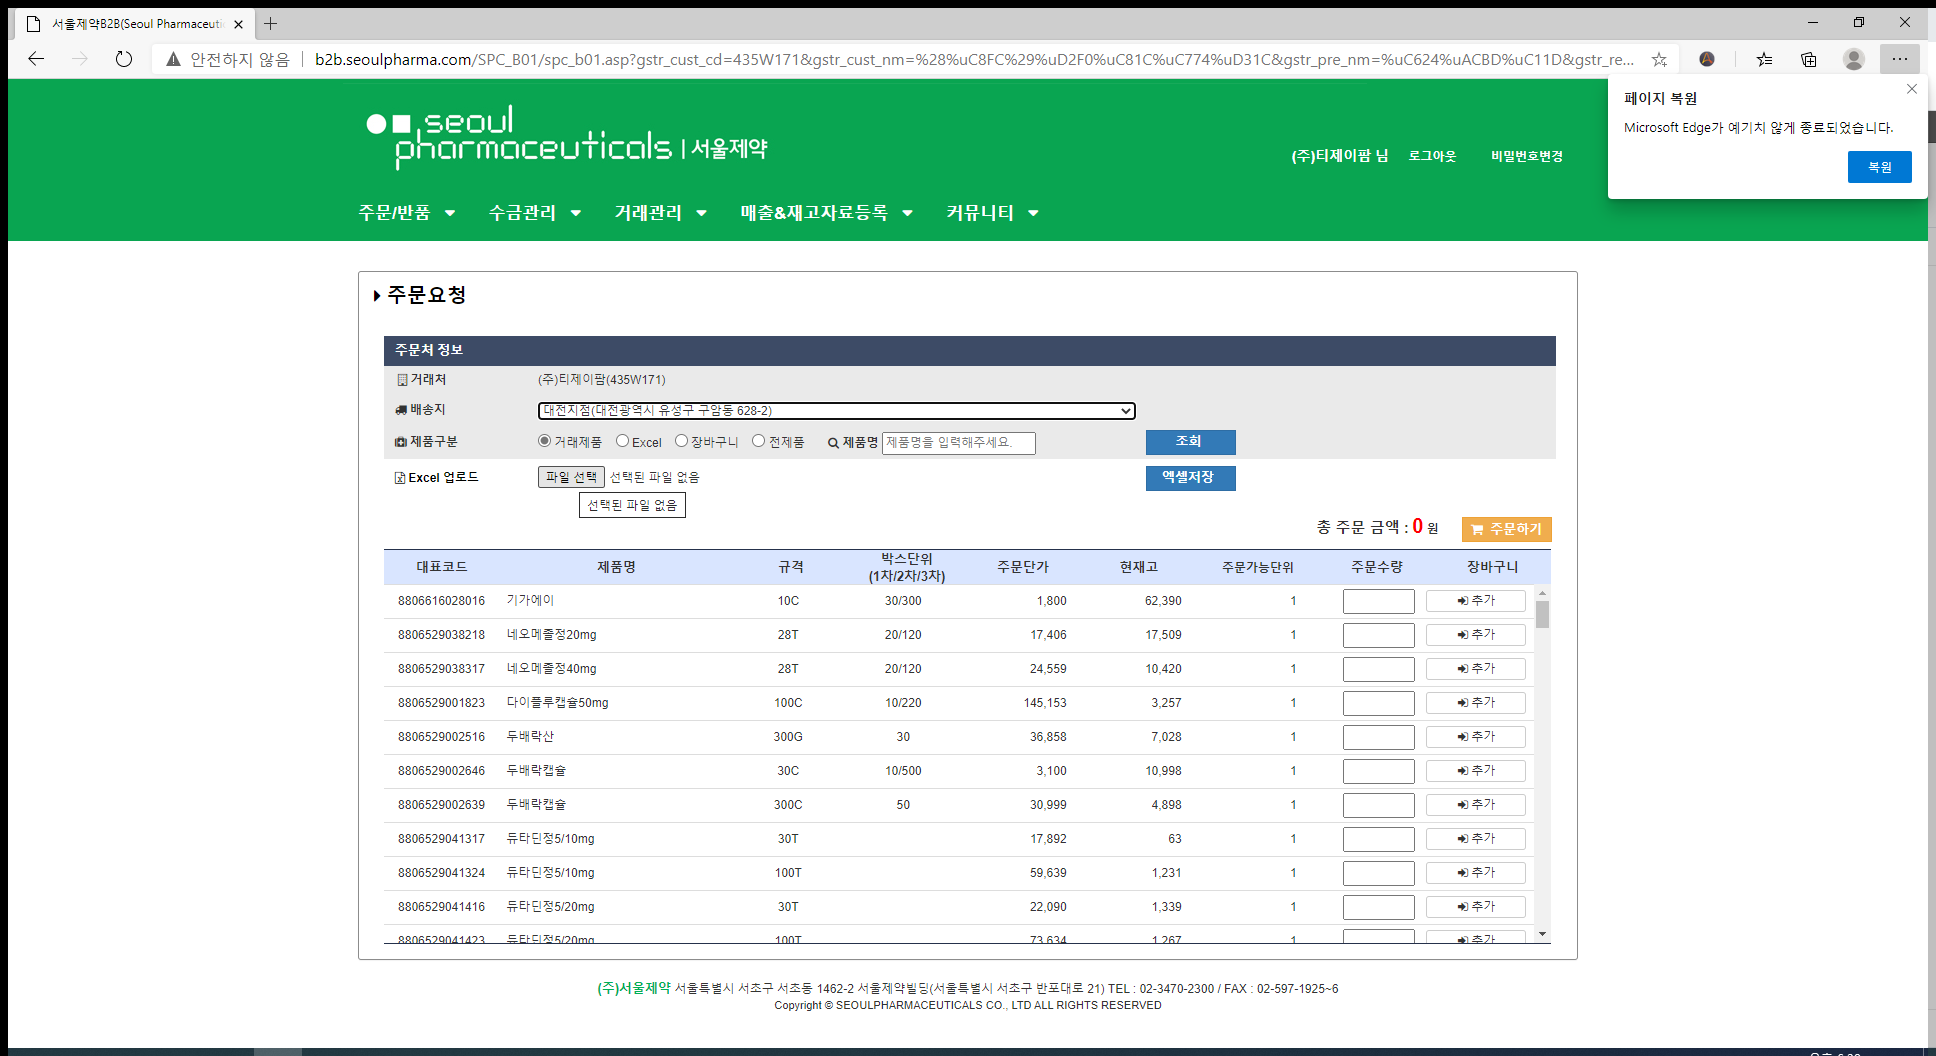 서울제약B2B(Seoul Pharmaceuti
안전하지 않음 b2b.seoulpharma.com/SPC_B01/spc_b01.asp?gstr_cust_cd=435W171&gstr_cust_nm=%28%uC8FC%29%uD2F0%uC81C%uC774%uD31C&gstr_pre_nm=%uC624%uACBD%uC11D&gstr_re...
페이지 복원
Microsoft Edge가 예기치 않게 종료되었습니다.
복원
seoul
pharmaceuticals | 서울제약
(주)티제이팜 님 로그아웃 비밀번호변경
주문/반품 수금관리 거래관리 매출&재고자료등록 커뮤니티
주문요청
주문처 정보
거래처 (주)티제이팜(435W171)
배송지 대전지점(대전광역시 유성구 구암동 628-2)
제품구분 거래제품 Excel 장바구니 전제품 제품명 제품명을 입력해주세요. 조회
Excel 업로드 파일 선택 선택된 파일 없음 엑셀저장
선택된 파일 없음
총 주문 금액 : 0 원 주문하기
대표코드 제품명 규격 박스단위 (1차/2차/3차) 주문단가 현재고 주문가능단위 주문수량 장바구니
8806616028016 기가에이 10C 30/300 1,800 62,390 1 추가
8806529038218 네오메졸정20mg 28T 20/120 17,406 17,509 1 추가
8806529038317 네오메졸정40mg 28T 20/120 24,559 10,420 1 추가
8806529001823 다이플루캡슐50mg 100C 10/220 145,153 3,257 1 추가
8806529002516 두배락산 300G 30 36,858 7,028 1 추가
8806529002646 두배락캡슐 30C 10/500 3,100 10,998 1 추가
8806529002639 두배락캡슐 300C 50 30,999 4,898 1 추가
8806529041317 듀타딘정5/10mg 30T 17,892 63 1 추가
8806529041324 듀타딘정5/10mg 100T 59,639 1,231 1 추가
8806529041416 듀타딘정5/20mg 30T 22,090 1,339 1 추가
8806529041423 듀타딘정5/20mg 100T 73,634 1,267 1 추가
(주)서울제약 서울특별시 서초구 서초동 1462-2 서울제약빌딩(서울특별시 서초구 반포대로 21) TEL : 02-3470-2300 / FAX : 02-597-1925~6
Copyright © SEOULPHARMACEUTICALS CO., LTD ALL RIGHTS RESERVED